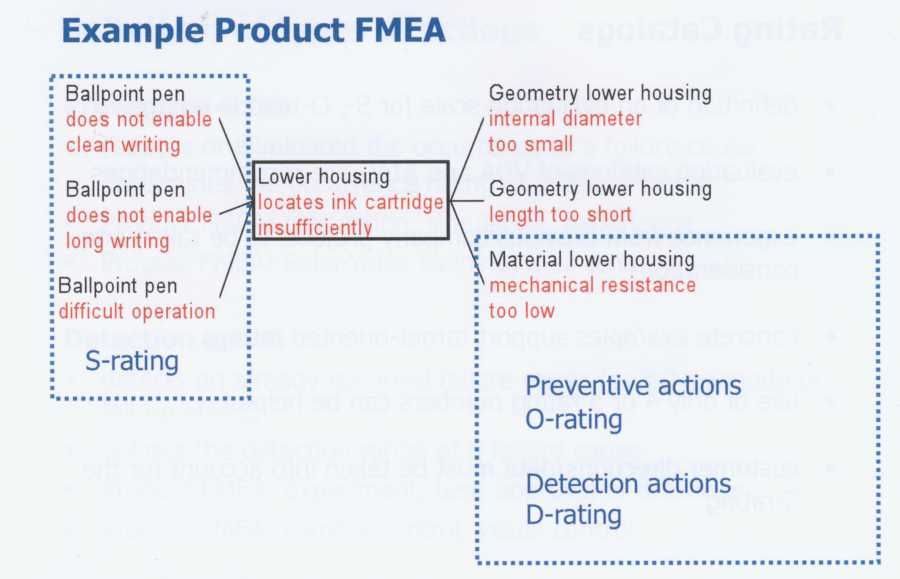 Example Product FMEA
Ballpoint pen
does not enable
clean writing
Ballpoint pen
does not enable
long writing
Ballpoint pen
difficult operation
S-rating
Lower housing
locates ink cartridge
insufficiently
Geometry lower housing
internal diameter
too small
Geometry lower housing
length too short
Material lower housing
mechanical resistance
too low
Preventive actions
O-rating
Detection actions
D-rating